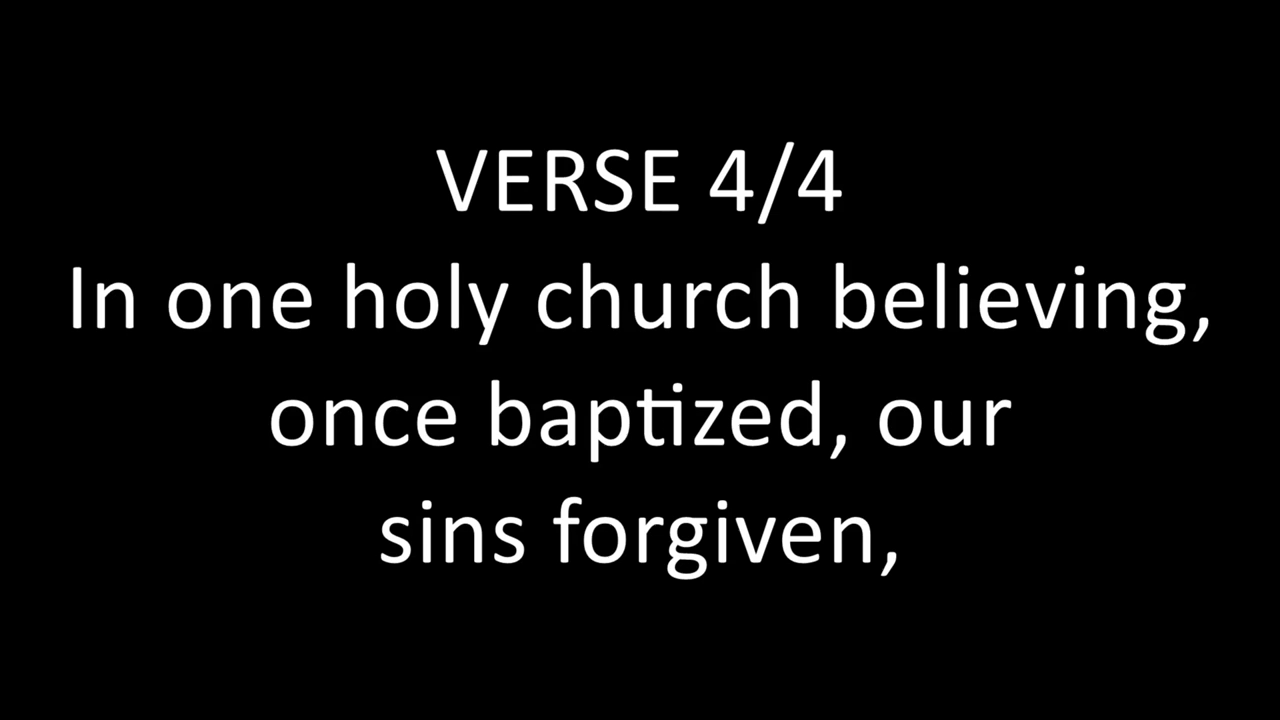 VERSE 4/4
In one holy church believing,
once baptized, our
sins forgiven,